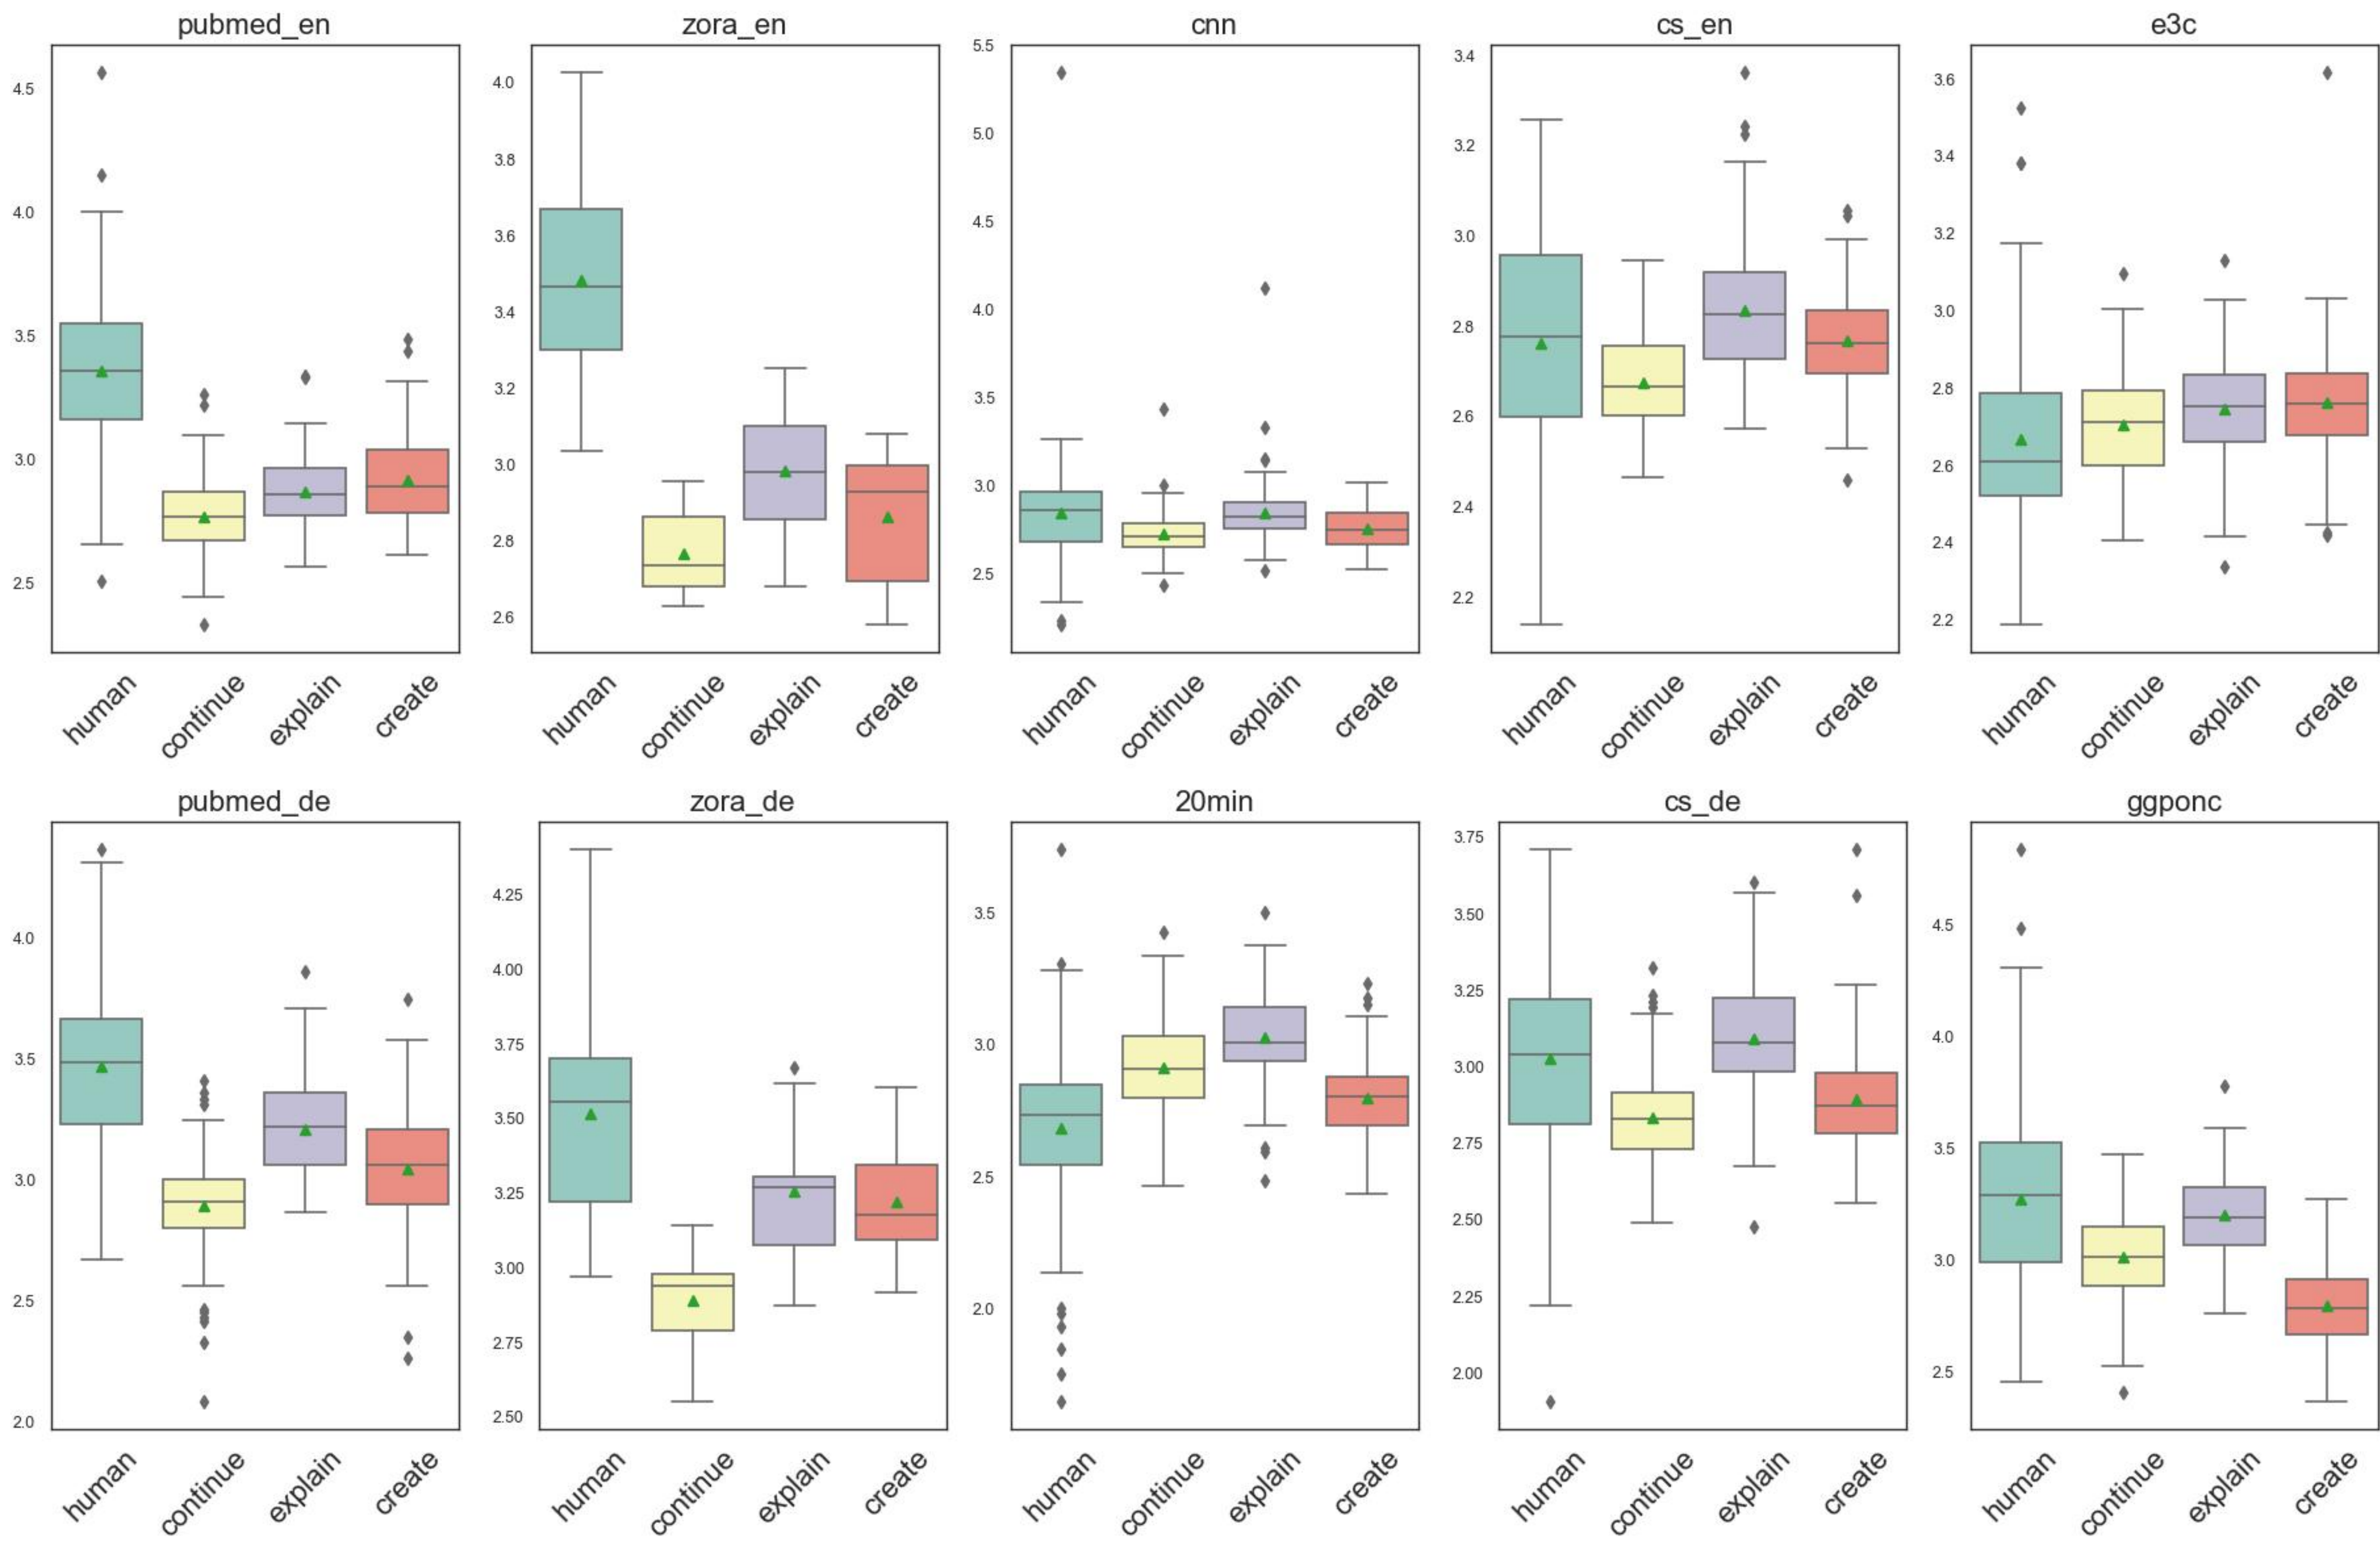 pubmed_en
4.5
4.0
3.5
3.0
2.5
human
continue
explain
create
zora_en
4.0
3.8
3.6
3.4
3.2
3.0
2.8
2.6
human
continue
explain
create
cnn
5.5
5.0
4.5
4.0
3.5
3.0
2.5
human
continue
explain
create
cs_en
3.4
3.2
3.0
2.8
2.6
2.4
2.2
human
continue
explain
create
e3c
3.6
3.4
3.2
3.0
2.8
2.6
2.4
2.2
human
continue
explain
create
pubmed_de
4.0
3.5
3.0
2.5
2.0
human
continue
explain
create
zora_de
4.25
4.00
3.75
3.50
3.25
3.00
2.75
2.50
human
continue
explain
create
20min
3.5
3.0
2.5
2.0
human
continue
explain
create
cs_de
3.75
3.50
3.25
3.00
2.75
2.50
2.25
2.00
human
continue
explain
create
ggponc
4.5
4.0
3.5
3.0
2.5
human
continue
explain
create